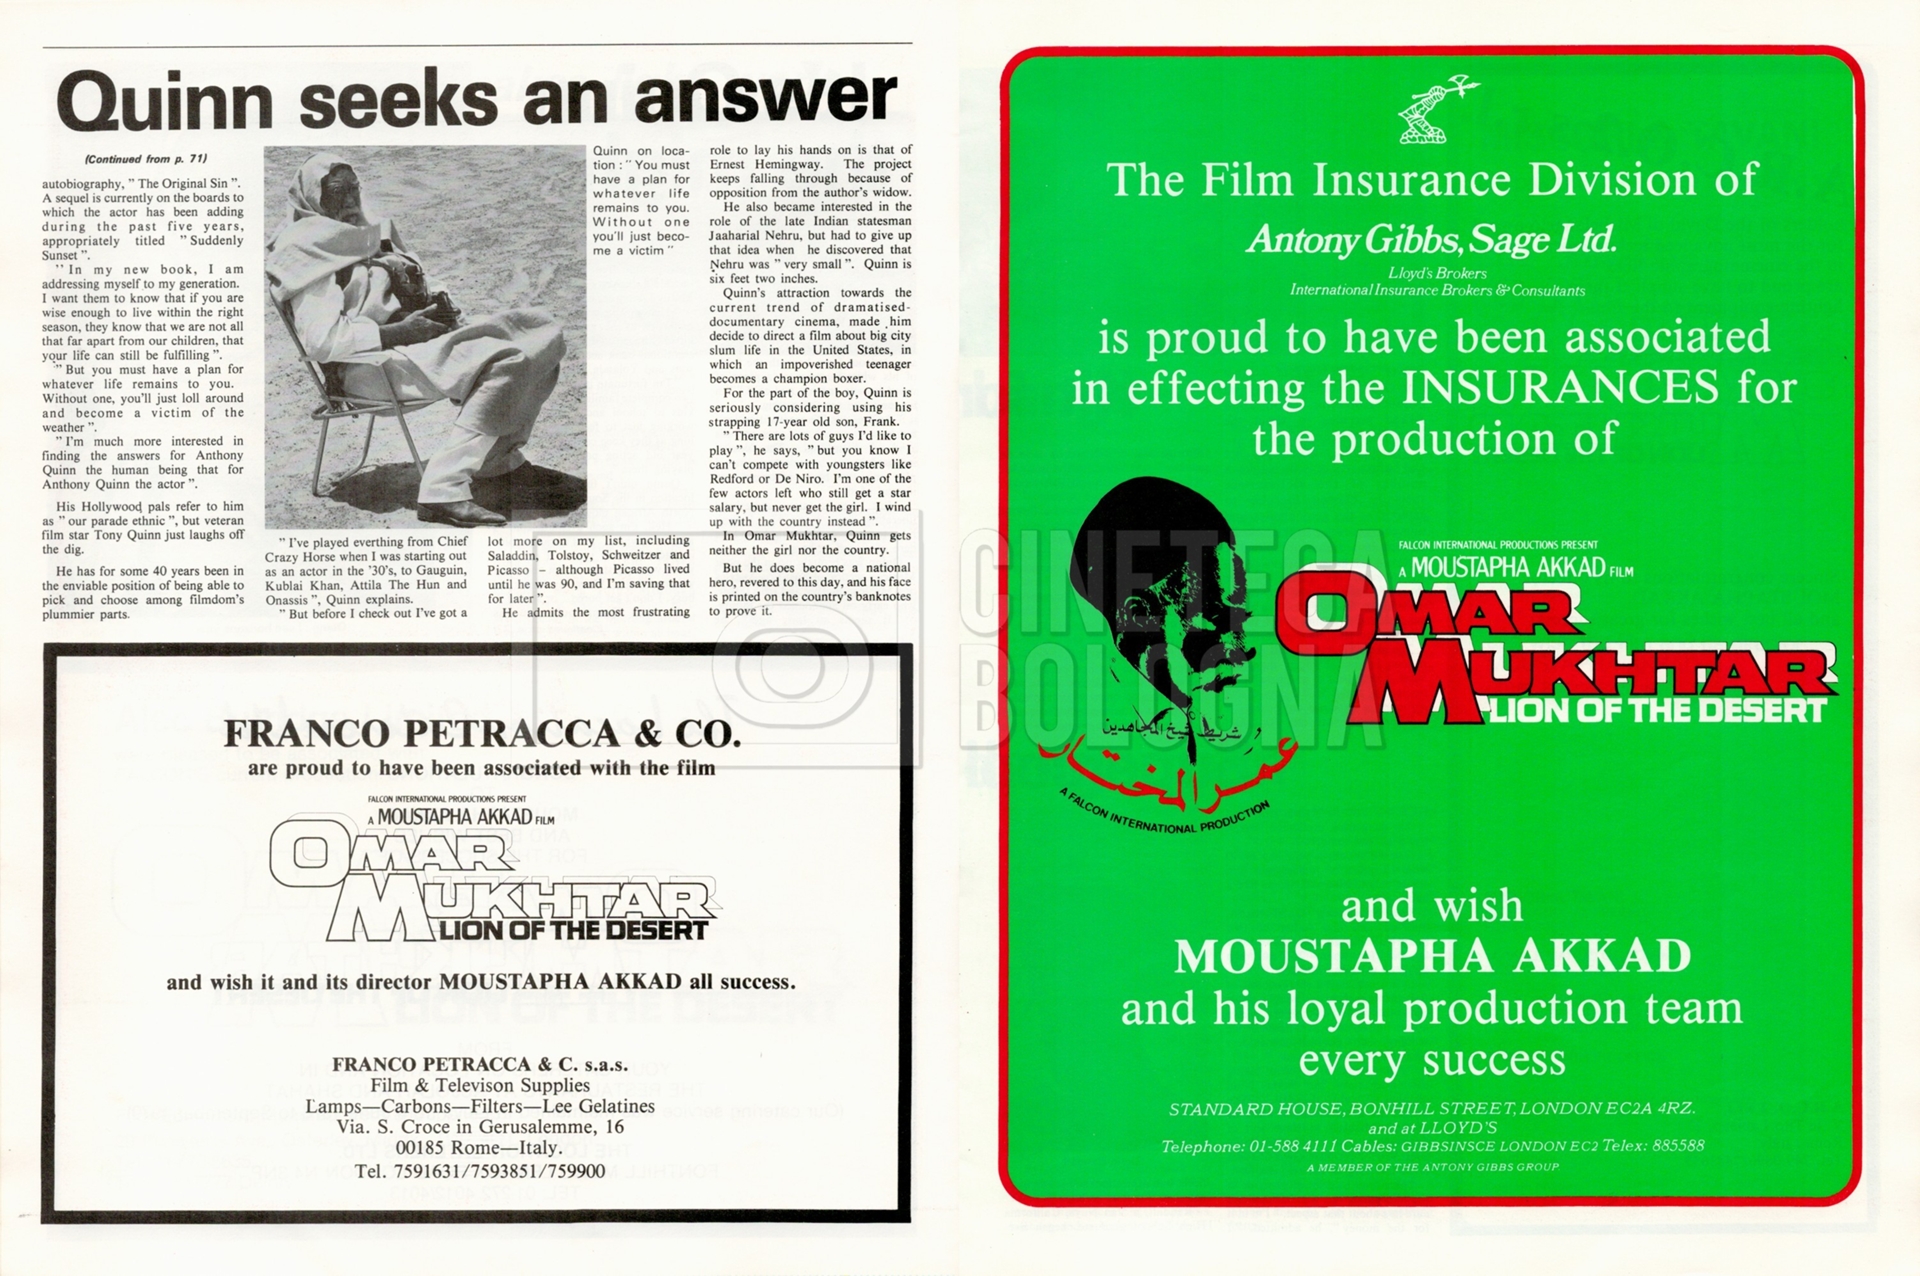 Quinn seeks an answer
(Continued from p. 71)
autobiography, " The Original Sin ".
A sequel is currently on the boards to
which the actor has been adding
during the past five years,
appropriately titled " Suddenly
Sunset ".
" In my new book, I am
addressing myself to my generation.
I want them to know that if you are
wise enough to live within the right
season, they know that we are not all
that far apart from our children, that
your life can still be fulfilling ".
" But you must have a plan for
whatever life remains to you.
Without one, you'll just loll around
and become a victim of the
weather ".
" I'm much more interested in
finding the answers for Anthony
Quinn the human being that for
Anthony Quinn the actor ".
His Hollywood pals refer to him
as " our parade ethnic ", but veteran
film star Tony Quinn just laughs off
the dig.
He has for some 40 years been in
the enviable position of being able to
pick and choose among filmdom's
plummier parts.
Quinn on loca-
tion : " You must
have a plan for
whatever life
remains to you.
Without one
you'll just beco-
me a victim "
" I've played everthing from Chief
Crazy Horse when I was starting out
as an actor in the '30's, to Gauguin,
Kublai Khan, Attila The Hun and
Onassis ", Quinn explains.
" But before I check out I've got a
lot more on my list, including
Saladdin, Tolstoy, Schweitzer and
Picasso – although Picasso lived
until he was 90, and I'm saving that
for later ".
He admits the most frustrating
role to lay his hands on is that of
Ernest Hemingway. The project
keeps falling through because of
opposition from the author's widow.
He also became interested in the
role of the late Indian statesman
Jaaharial Nehru, but had to give up
that idea when he discovered that
Nehru was " very small ". Quinn is
six feet two inches.
Quinn's attraction towards the
current trend of dramatised-
documentary cinema, made him
decide to direct a film about big city
slum life in the United States, in
which an impoverished teenager
becomes a champion boxer.
For the part of the boy, Quinn is
seriously considering using his
strapping 17-year old son, Frank.
" There are lots of guys I'd like to
play ", he says, " but you know I
can't compete with youngsters like
Redford or De Niro. I'm one of the
few actors left who still get a star
salary, but never get the girl. I wind
up with the country instead ".
In Omar Mukhtar, Quinn gets
neither the girl nor the country.
But he does become a national
hero, revered to this day, and his face
is printed on the country's banknotes
to prove it.
FRANCO PETRACCA & CO.
are proud to have been associated with the film
FALCON INTERNATIONAL PRODUCTIONS PRESENT
A MOUSTAPHA AKKAD FILM
OMAR
MUKHTAR
LION OF THE DESERT
and wish it and its director MOUSTAPHA AKKAD all success.
FRANCO PETRACCA & C. s.a.s.
Film & Televison Supplies
Lamps—Carbons—Filters—Lee Gelatines
Via. S. Croce in Gerusalemme, 16
00185 Rome—Italy.
Tel. 7591631/7593851/759900
The Film Insurance Division of
Antony Gibbs, Sage Ltd.
Lloyd's Brokers
International Insurance Brokers & Consultants
is proud to have been associated
in effecting the INSURANCES for
the production of
FALCON INTERNATIONAL PRODUCTIONS PRESENT
A MOUSTAPHA AKKAD FILM
OMAR
MUKHTAR
LION OF THE DESERT
شريط شيخ المجاهدين
عمر المختار
A FALCON INTERNATIONAL PRODUCTION
and wish
MOUSTAPHA AKKAD
and his loyal production team
every success
STANDARD HOUSE, BONHILL STREET, LONDON EC2A 4RZ.
and at LLOYD'S
Telephone: 01-588 4111 Cables: GIBBSINSCE LONDON EC2 Telex: 885588
A MEMBER OF THE ANTONY GIBBS GROUP.
CINETECA
BOLOGNA